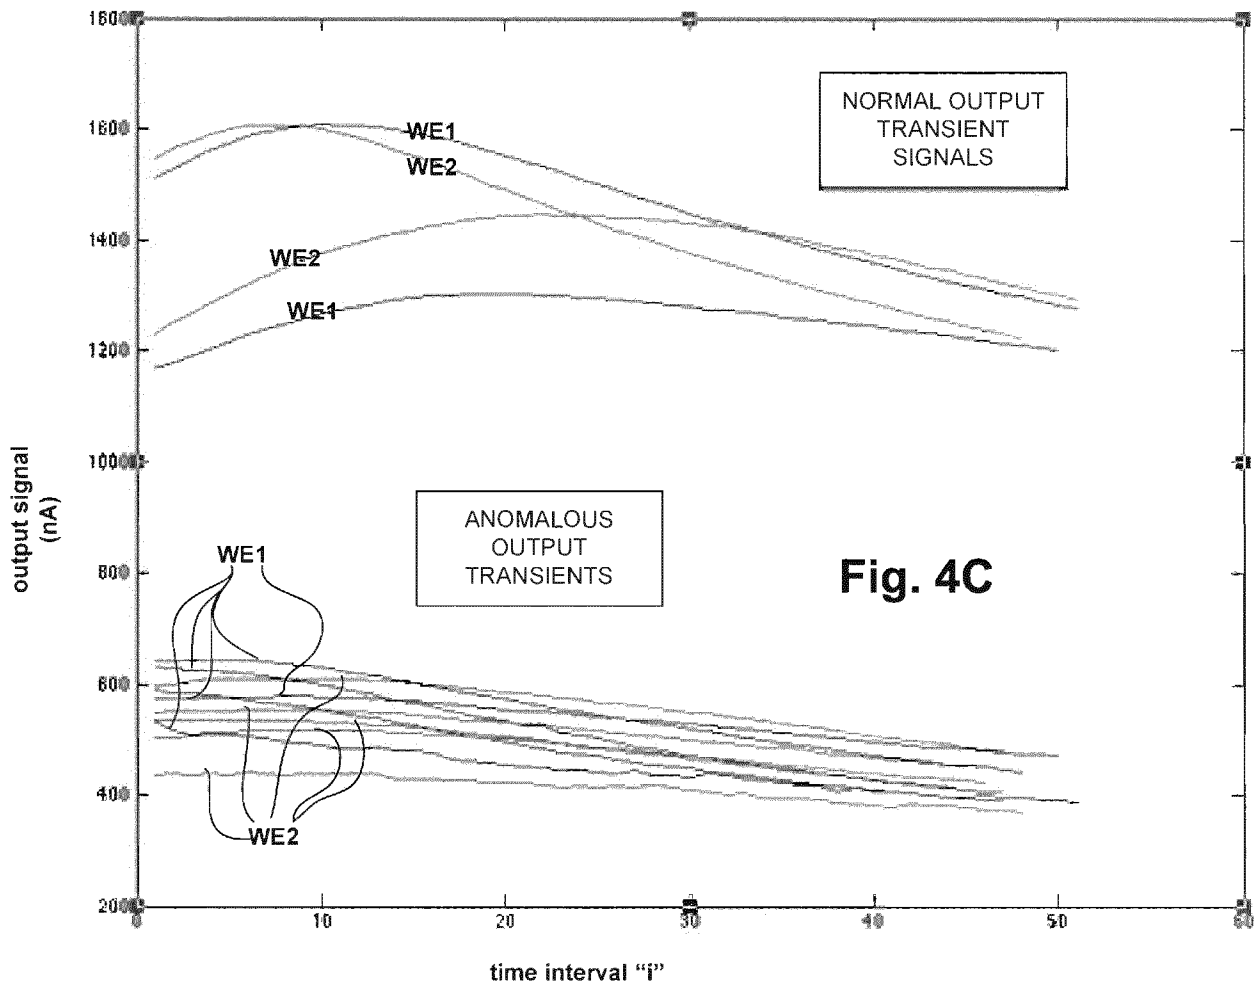 1800
1600
1400
1200
1000
800
600
400
200
0
10
20
30
40
50
60
output signal
(nA)
time interval “i”
NORMAL OUTPUT
TRANSIENT
SIGNALS
WE1
WE2
WE2
WE1
ANOMALOUS
OUTPUT
TRANSIENTS
Fig. 4C
WE1
WE2